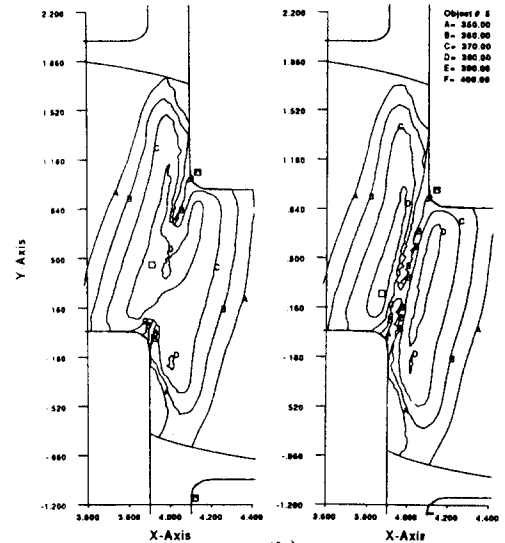 Object # 5
A= 350.00
B= 360.00
C= 370.00
D= 380.00
E= 390.00
F= 400.00
2.200
1.860
1.520
1.180
.840
.500
.160
-.180
-.520
-.860
-1.200
Y Axis
3.600
3.800
4.000
4.200
4.400
X-Axis
A
B
C
A
B
D
C
B
A
D
A
2.200
1.860
1.520
1.180
.840
.500
.160
-.180
-.520
-.860
-1.200
3.600
3.800
4.000
4.200
4.400
X-Axis
C
A
B
D
C
D
A
B
D
A